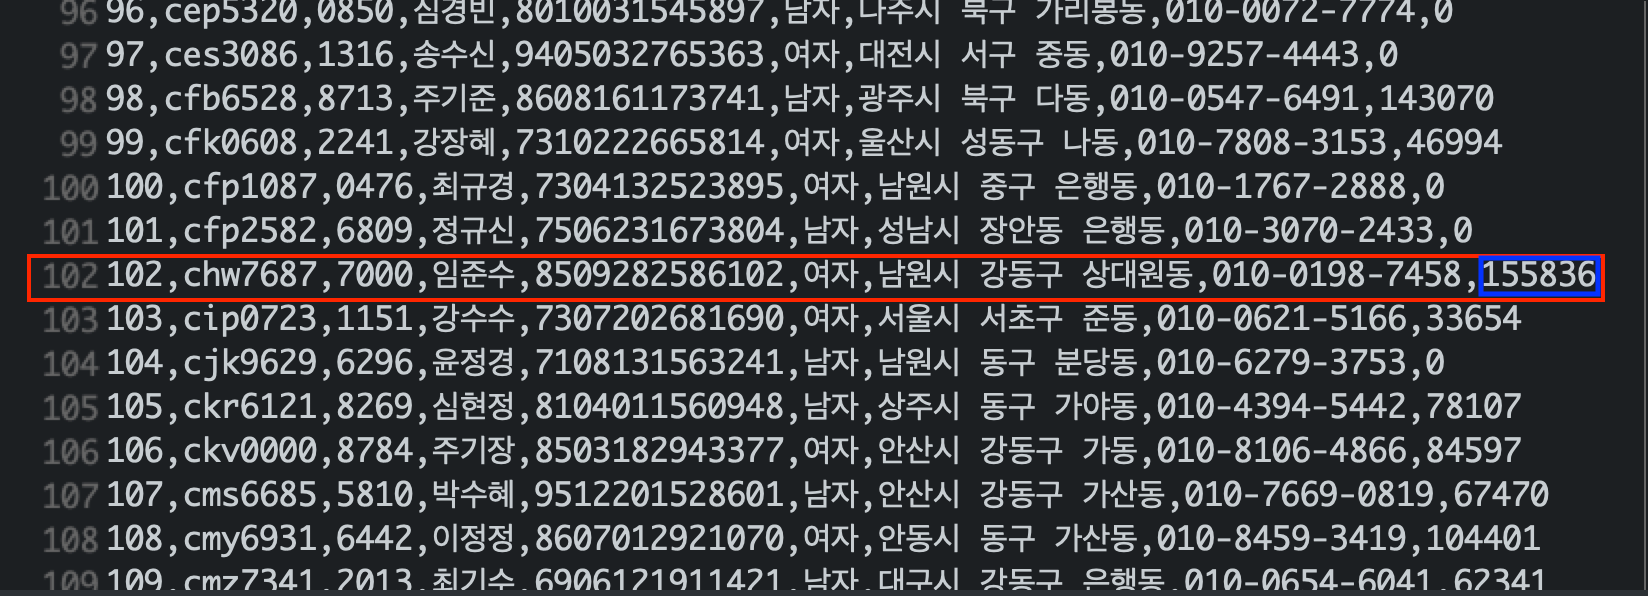 96 96,cep5320,0850,심경빈,8010031545897,남자,나주시 북구 가리봉동,010-0072-7774,0
97 97,ces3086,1316,송수신,9405032765363,여자,대전시 서구 중동,010-9257-4443,0
98 98,cfb6528,8713,주기준,8608161173741,남자,광주시 북구 다동,010-0547-6491,143070
99 99,cfk0608,2241,강장혜,7310222665814,여자,울산시 성동구 나동,010-7808-3153,46994
100 100,cfp1087,0476,최규경,7304132523895,여자,남원시 중구 은행동,010-1767-2888,0
101 101,cfp2582,6809,정규신,7506231673804,남자,성남시 장안동 은행동,010-3070-2433,0
102 102,chw7687,7000,임준수,8509282586102,여자,남원시 강동구 상대원동,010-0198-7458,155836
103 103,cip0723,1151,강수수,7307202681690,여자,서울시 서초구 준동,010-0621-5166,33654
104 104,cjk9629,6296,윤정경,7108131563241,남자,남원시 동구 분당동,010-6279-3753,0
105 105,ckr6121,8269,심현정,8104011560948,남자,상주시 동구 가야동,010-4394-5442,78107
106 106,ckv0000,8784,주기장,8503182943377,여자,안산시 강동구 가동,010-8106-4866,84597
107 107,cms6685,5810,박수혜,9512201528601,남자,안산시 강동구 가산동,010-7669-0819,67470
108 108,cmy6931,6442,이정정,8607012921070,여자,안동시 동구 가산동,010-8459-3419,104401
109 109,cmz7341,2013,최기수,6906121911421,남자,대구시 강동구 은행동,010-0654-6041,62341